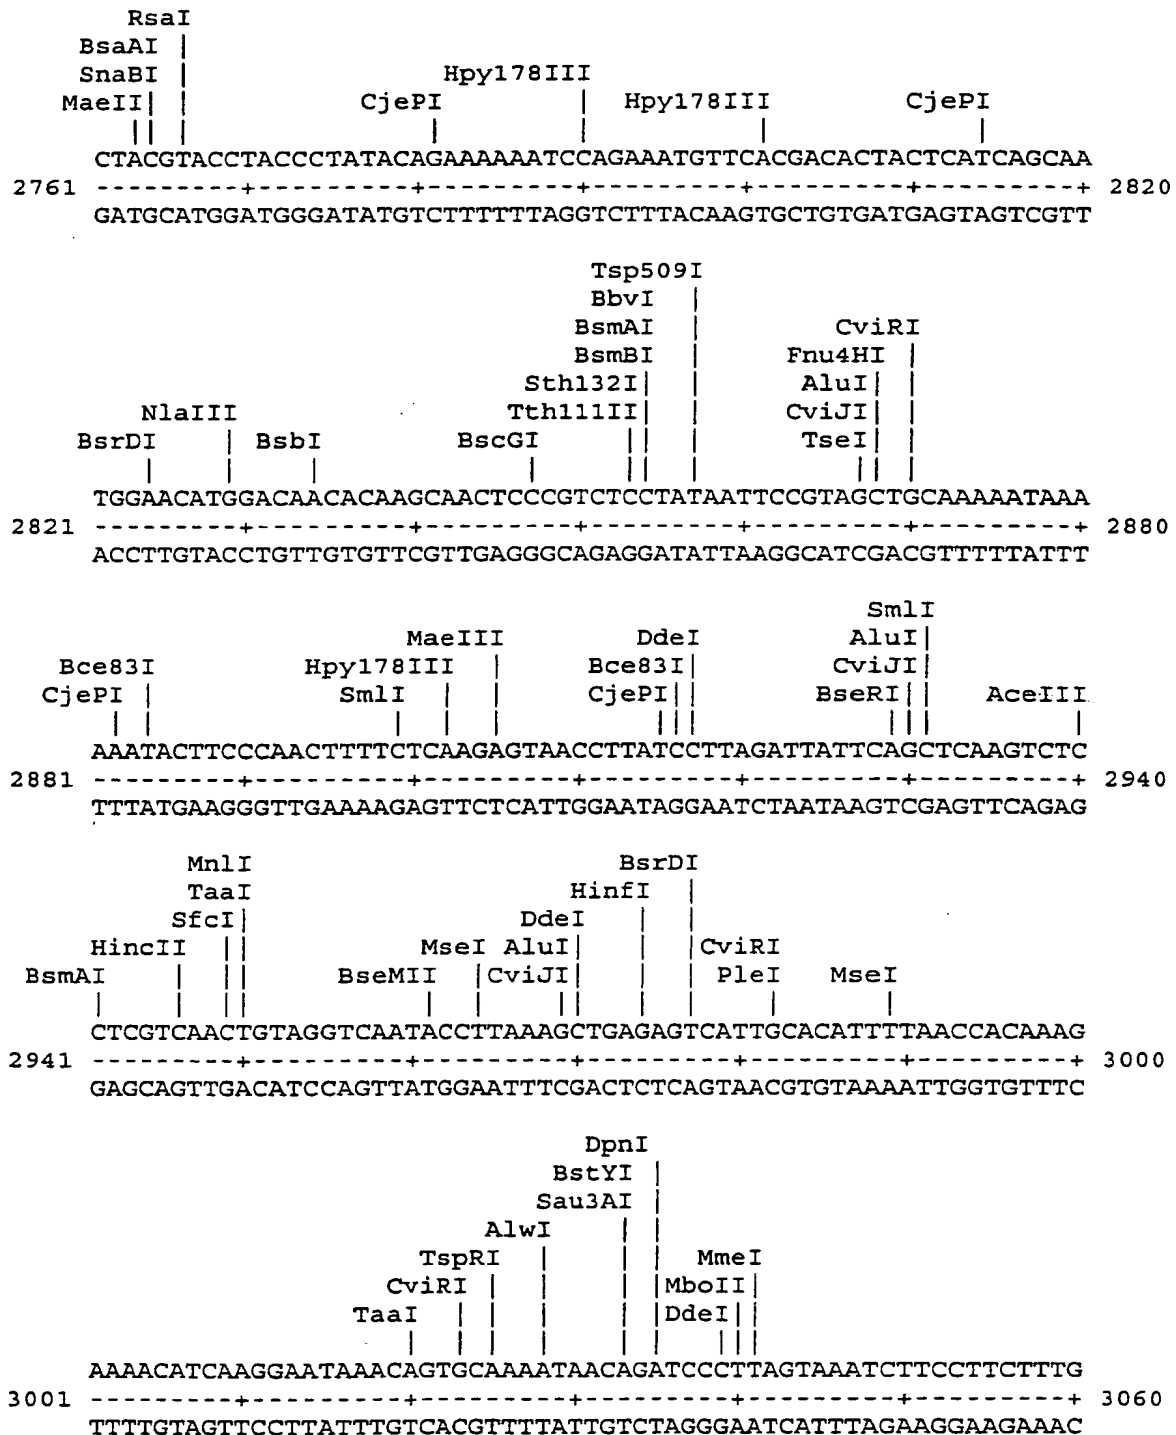 RsaI
BsaAI |
SnaBI |
MaeII| | CjePI Hpy178III Hpy178III CjePI
CTACGTACCTACCCTATACAGAAAAAATCCAGAAATGTTCACGACACTACTCATCAGCAA
2761 ---------+---------+---------+---------+---------+---------+ 2820
GATGCATGGATGGGATATGTCTTTTTTAGGTCTTTACAAGTGCTGTGATGAGTAGTCGTT
Tsp509I
BbvI |
BsmAI |
BsmBI | Fnu4HI CviRI
Sth132I| | AluI| |
NlaIII Tth111II| | CviJI| |
BsrDI | BsbI BscGI || | TseI| |
TGGAACATGGACAACACAAGCAACTCCCGTCTCCTATAATTCCGTAGCTGCAAAAATAAA
2821 ---------+---------+---------+---------+---------+---------+ 2880
ACCTTGTACCTGTTGTGTTCGTTGAGGGCAGAGGATATTAAGGCATCGACGTTTTTATTT
SmlI
MaeIII DdeI AluI|
Bce83I Hpy178III | Bce83I| CviJI|
CjePI | SmlI | | CjePI|| BseRI|| AceIII
AAATACTTCCCAACTTTTCTCAAGAGTAACCTTATCCTTAGATTATTCAGCTCAAGTCTC
2881 ---------+---------+---------+---------+---------+---------+ 2940
TTTATGAAGGGTTGAAAAGAGTTCTCATTGGAATAGGAATCTAATAAGTCGAGTTCAGAG
MnlI
TaaI| BsrDI
SfcI|| HinfI |
HincII || DdeI | |
BsmAI | || BseMII MseI AluI| | | CviRI
| | || | | CviJI| | | PleI MseI
CTCGTCAACTGTAGGTCAATACCTTAAAGCTGAGAGTCATTGCACATTTTAACCACAAAG
2941 ---------+---------+---------+---------+---------+---------+ 3000
GAGCAGTTGACATCCAGTTATGGAATTTCGACTCTCAGTAACGTGTAAAATTGGTGTTTC
DpnI
BstYI |
Sau3AI |
AlwI | |
TspRI | | | MmeI
CviRI | | | | MboII|
TaaI | | | | | DdeI||
AAAACATCAAGGAATAAACAGTGCAAAATAACAGATCCCTTAGTAAATCTTCCTTCTTTG
3001 ---------+---------+---------+---------+---------+---------+ 3060
TTTTGTAGTTCCTTATTTGTCACGTTTTATTGTCTAGGGAATCATTTAGAAGGAAGAAAC